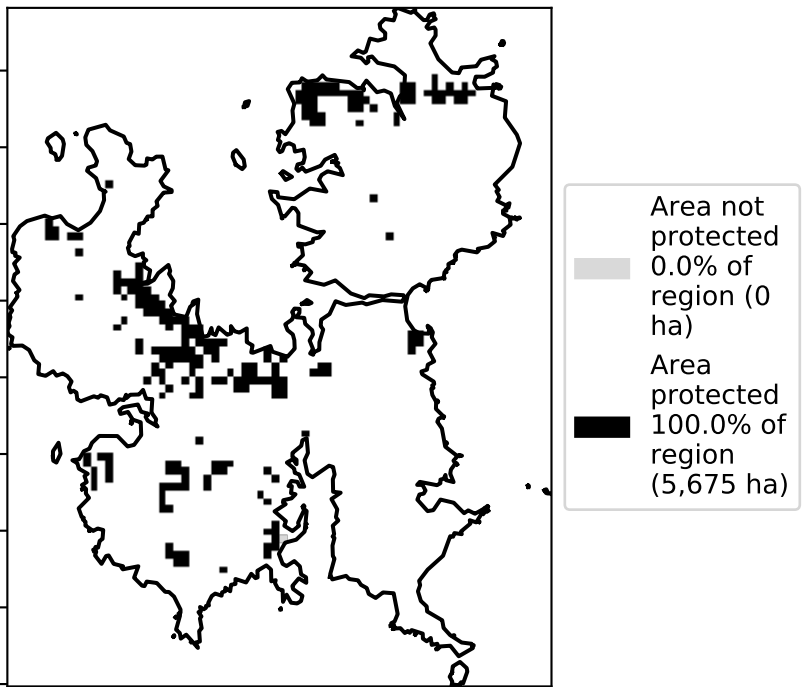 Area not
protected
0.0% of
region (0
ha)
Area
protected
100.0% of
region
(5,675 ha)